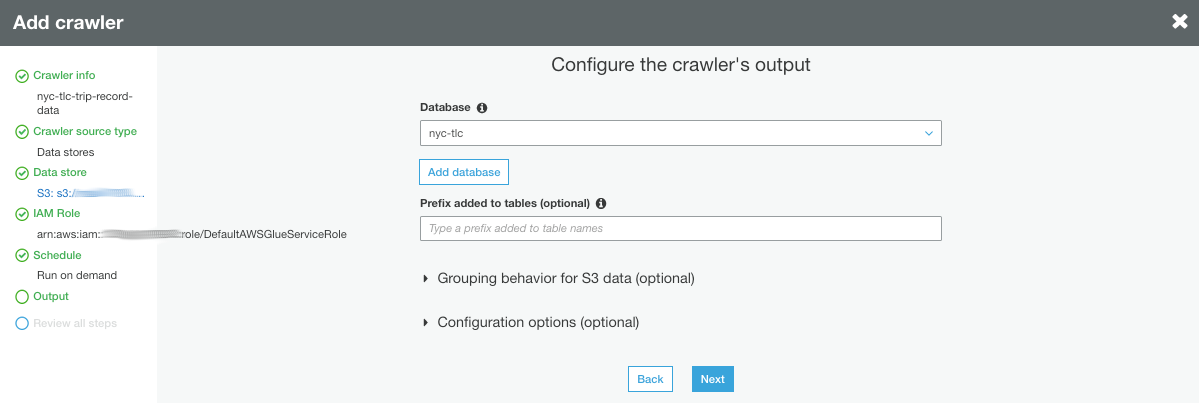 Add crawler
Crawler info
nyc-tlc-trip-record-
data
Crawler source type
Data stores
Data store
S3: s3:/ ...
IAM Role
arn:aws:iam: :role/DefaultAWSGlueServiceRole
Schedule
Run on demand
Output
Review all steps
Configure the crawler's output
Database
nyc-tlc
Add database
Prefix added to tables (optional)
Type a prefix added to table names
Grouping behavior for S3 data (optional)
Configuration options (optional)
Back
Next